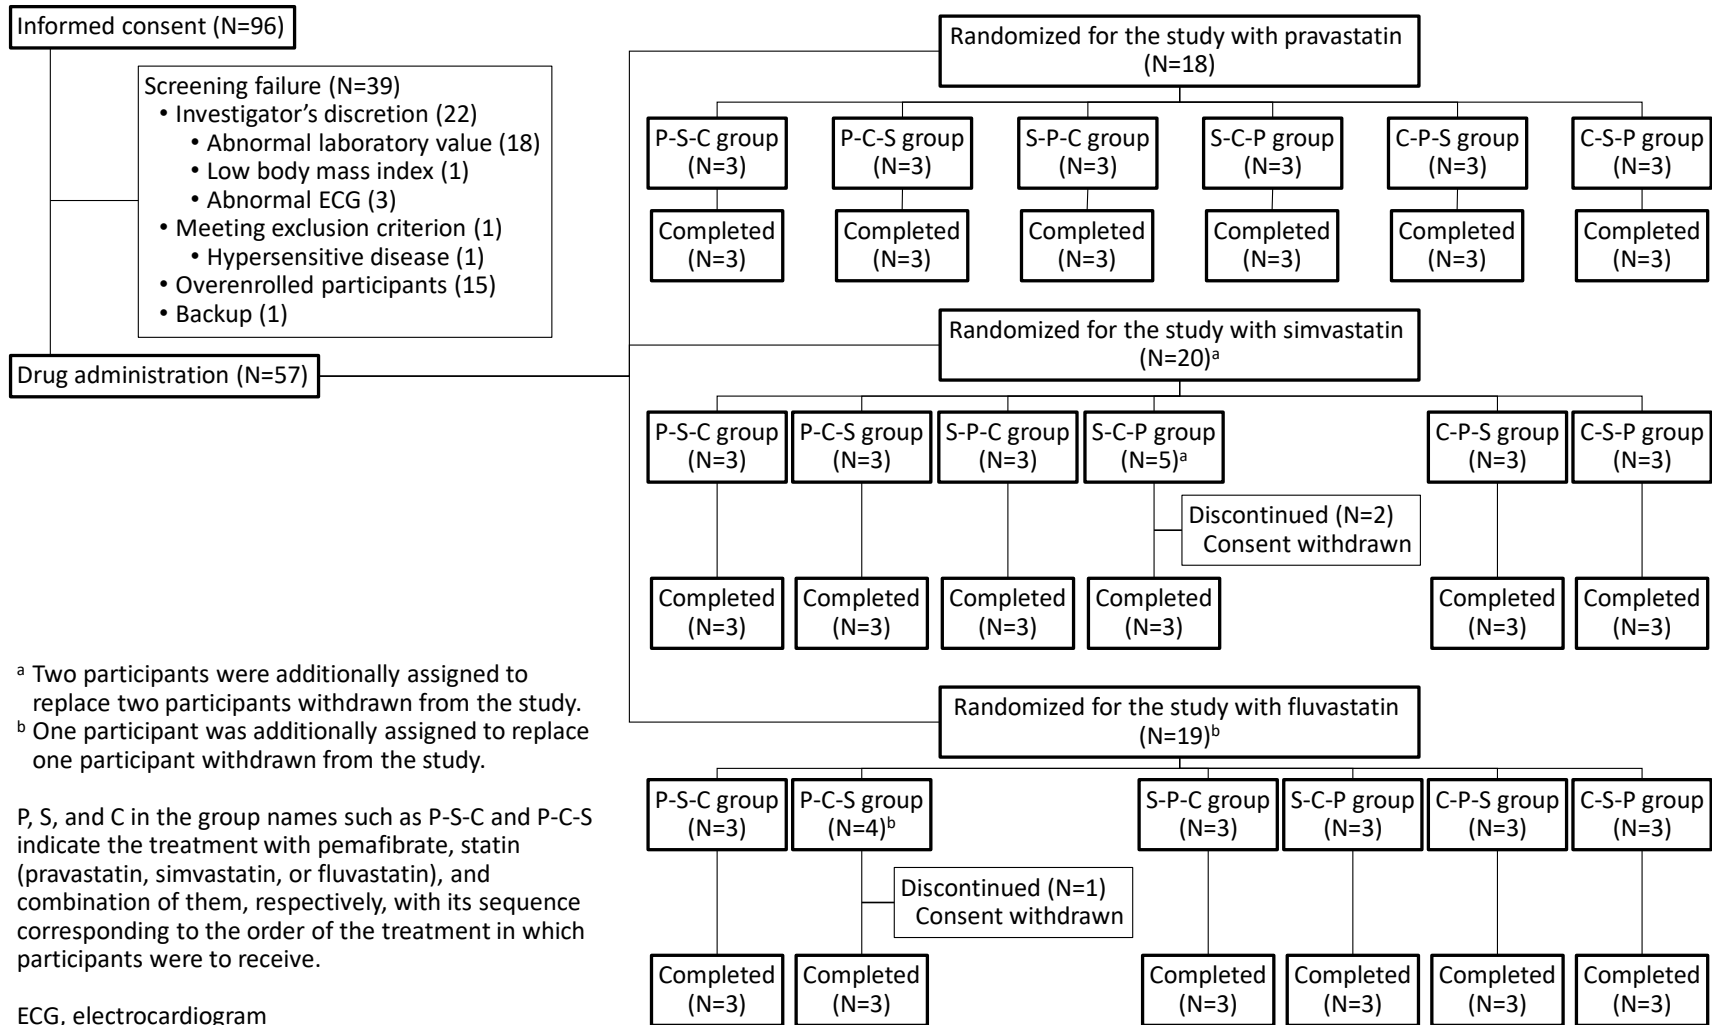 Informed consent (N=96)
Screening failure (N=39)
• Investigator’s discretion (22)
• Abnormal laboratory value (18)
• Low body mass index (1)
• Abnormal ECG (3)
• Meeting exclusion criterion (1)
• Hypersensitive disease (1)
• Overenrolled participants (15)
• Backup (1)
Drug administration (N=57)
Randomized for the study with pravastatin
(N=18)
P-S-C group
(N=3)
P-C-S group
(N=3)
S-P-C group
(N=3)
S-C-P group
(N=3)
C-P-S group
(N=3)
C-S-P group
(N=3)
Completed
(N=3)
Completed
(N=3)
Completed
(N=3)
Completed
(N=3)
Completed
(N=3)
Completed
(N=3)
Randomized for the study with simvastatin
(N=20)ᵃ
P-S-C group
(N=3)
P-C-S group
(N=3)
S-P-C group
(N=3)
S-C-P group
(N=5)ᵃ
C-P-S group
(N=3)
C-S-P group
(N=3)
Discontinued (N=2)
Consent withdrawn
Completed
(N=3)
Completed
(N=3)
Completed
(N=3)
Completed
(N=3)
Completed
(N=3)
Completed
(N=3)
Randomized for the study with fluvastatin
(N=19)ᵇ
P-S-C group
(N=3)
P-C-S group
(N=4)ᵇ
S-P-C group
(N=3)
S-C-P group
(N=3)
C-P-S group
(N=3)
C-S-P group
(N=3)
Discontinued (N=1)
Consent withdrawn
Completed
(N=3)
Completed
(N=3)
Completed
(N=3)
Completed
(N=3)
Completed
(N=3)
Completed
(N=3)
ᵃ Two participants were additionally assigned to
replace two participants withdrawn from the study.
ᵇ One participant was additionally assigned to replace
one participant withdrawn from the study.
P, S, and C in the group names such as P-S-C and P-C-S
indicate the treatment with pemafibrate, statin
(pravastatin, simvastatin, or fluvastatin), and
combination of them, respectively, with its sequence
corresponding to the order of the treatment in which
participants were to receive.
ECG, electrocardiogram